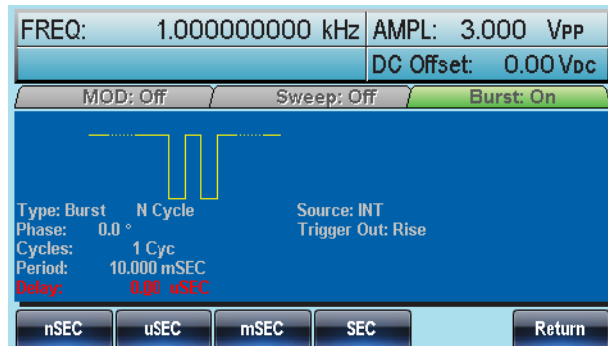 FREQ: 1.000000000 kHz AMPL: 3.000 VPP
DC Offset: 0.00 VDC
MOD: Off Sweep: Off Burst: On
Type: Burst N Cycle Source: INT
Phase: 0.0 ° Trigger Out: Rise
Cycles: 1 Cyc
Period: 10.000 mSEC
Delay: 0.00 uSEC
nSEC uSEC mSEC SEC Return